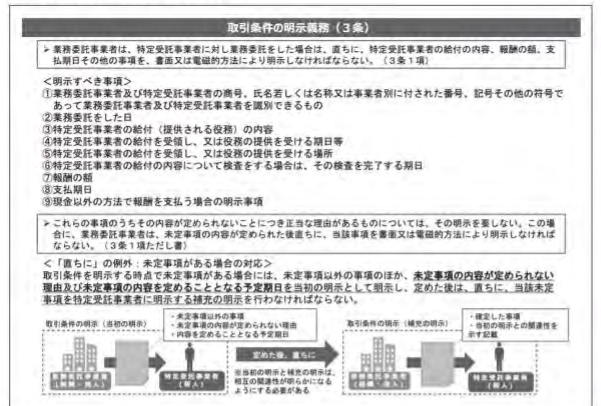 取引条件の明示義務（３条）
➢ 業務委託事業者は、特定受託事業者に対し業務委託をした場合は、直ちに、特定受託事業者の給付の内容、報酬の額、支
払期日その他の事項を、書面又は電磁的方法により明示しなければならない。（３条１項）
＜明示すべき事項＞
①業務委託事業者及び特定受託事業者の商号、氏名若しくは名称又は事業者別に付された番号、記号その他の符号で
あって業務委託事業者及び特定受託事業者を識別できるもの
②業務委託をした日
③特定受託事業者の給付（提供される役務）の内容
④特定受託事業者の給付を受領し、又は役務の提供を受ける期日等
⑤特定受託事業者の給付を受領し、又は役務の提供を受ける場所
⑥特定受託事業者の給付の内容について検査をする場合は、その検査を完了する期日
⑦報酬の額
⑧支払期日
⑨現金以外の方法で報酬を支払う場合の明示事項
➢ これらの事項のうちその内容が定められないことにつき正当な理由があるものについては、その明示を要しない。この場
合に、業務委託事業者は、未定事項の内容が定められた後直ちに、当該事項を書面又は電磁的方法により明示しなければ
ならない。（３条１項ただし書）
＜「直ちに」の例外：未定事項がある場合の対応＞
取引条件を明示する時点で未定事項がある場合には、未定事項以外の事項のほか、未定事項の内容が定められない
理由及び未定事項の内容を定めることとなる予定期日を当初の明示として明示し、定めた後は、直ちに、当該未定
事項を特定受託事業者に明示する補充の明示を行わなければならない。
取引条件の明示（当初の明示）
・未定事項以外の事項
・未定事項の内容が定められない理由
・内容を定めることとなる予定期日
業務委託事業者
（組織・個人）
特定受託事業者
（個人）
定めた後、直ちに
※当初の明示と補充の明示は、
相互の関連性が明らかになる
ようにする必要がある
取引条件の明示（補充の明示）
・確定した事項
・当初の明示との関連性を
示す記載
業務委託事業者
（組織・個人）
特定受託事業者
（個人）